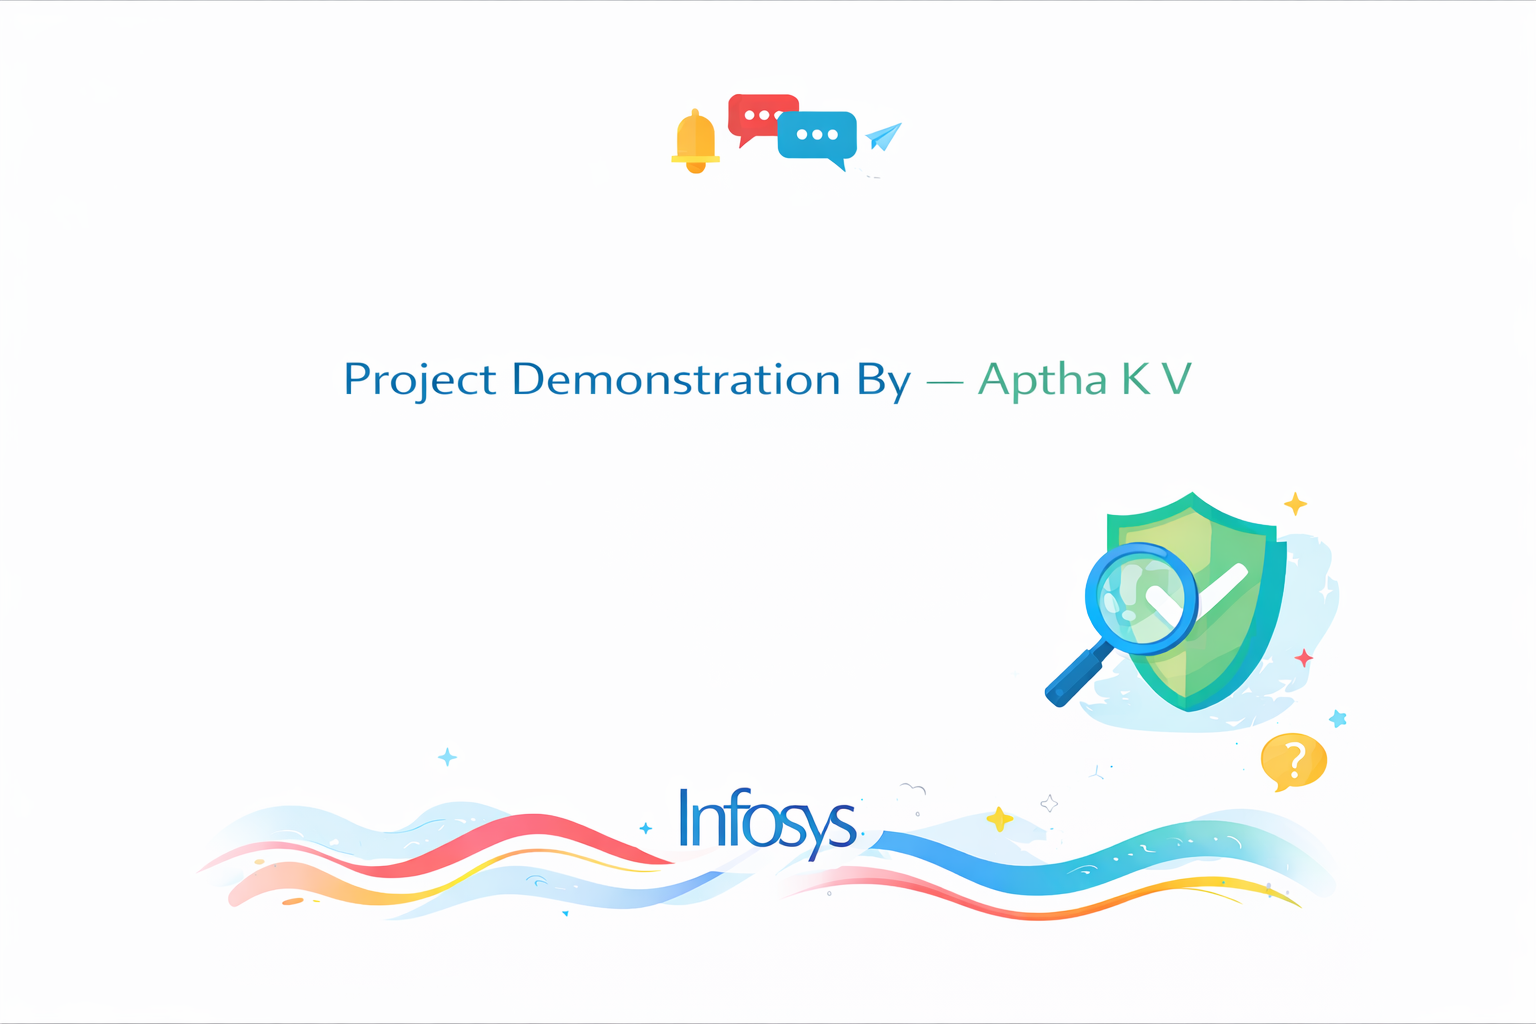 Project Demonstration By — Aptha K V
?
Infosys